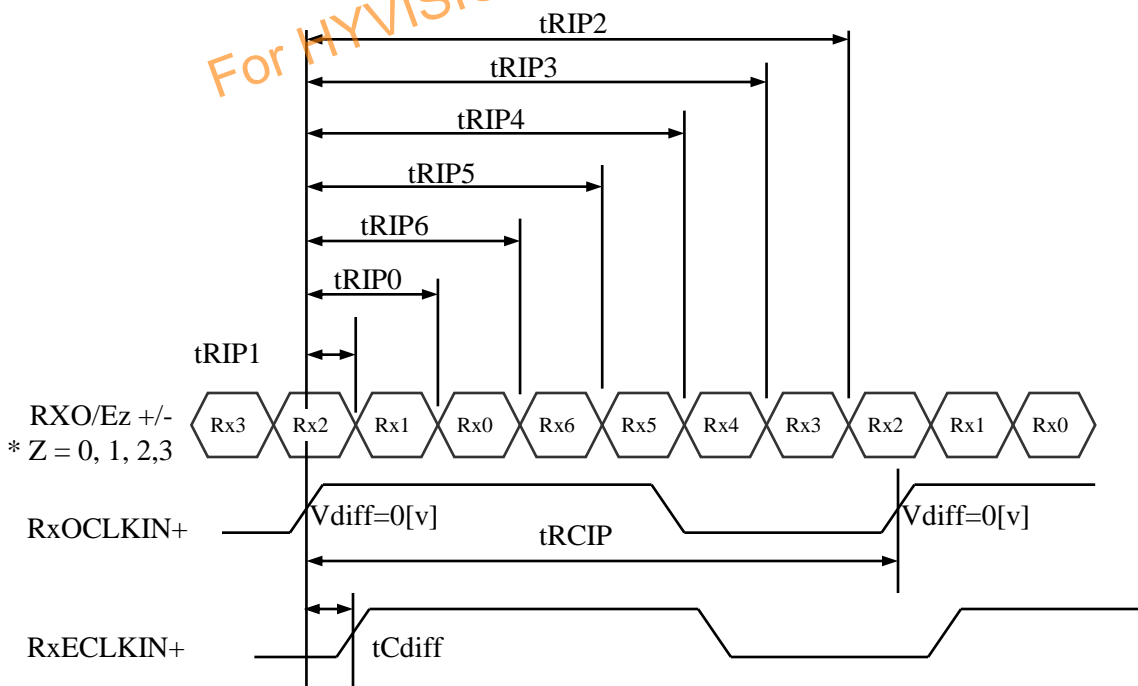 tRIP2
For HYVISI
tRIP3
tRIP4
tRIP5
tRIP6
tRIP0
tRIP1
RXO/Ez +/-
* Z = 0, 1, 2,3
Rx3 Rx2 Rx1 Rx0 Rx6 Rx5 Rx4 Rx3 Rx2 Rx1 Rx0
RxOCLKIN+
Vdiff=0[v] Vdiff=0[v]
tRCIP
RxECLKIN+
tCdiff